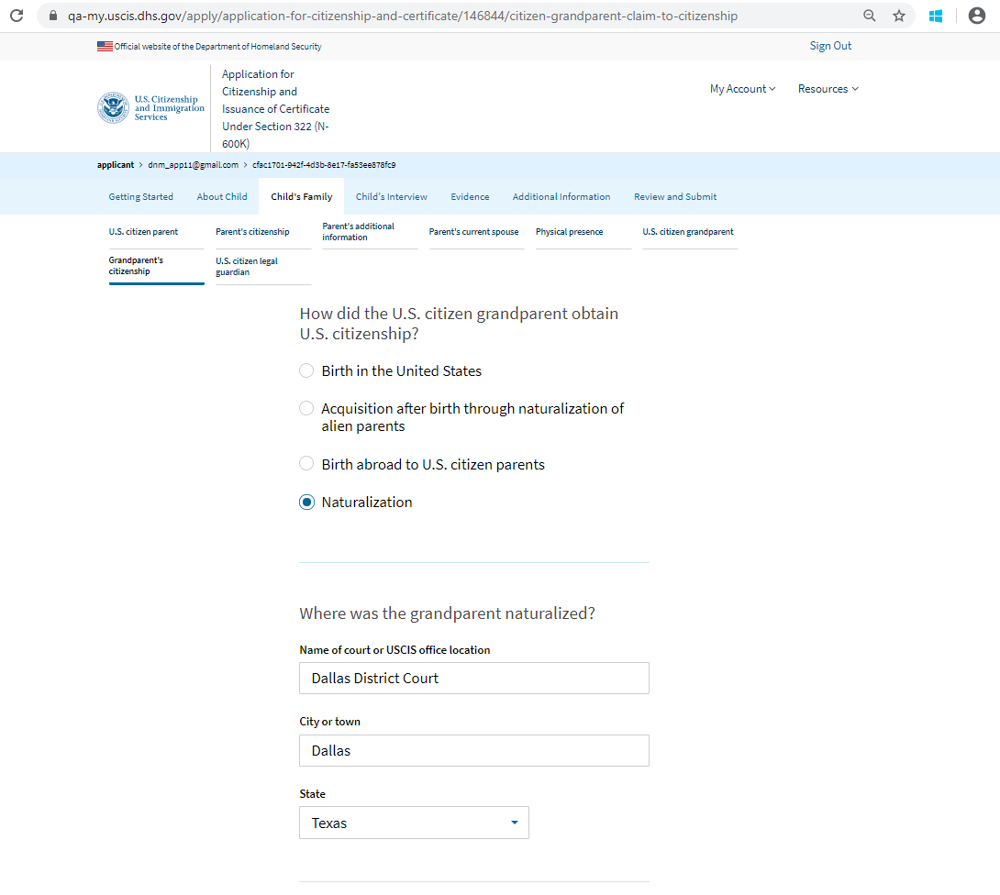 qa-my.uscis.dhs.gov/apply/application-for-citizenship-and-certificate/146844/citizen-grandparent-claim-to-citizenship
Official website of the Department of Homeland Security
Sign Out
U.S. Citizenship
and Immigration
Services
Application for
Citizenship and
Issuance of Certificate
Under Section 322 (N-
600K)
My Account
Resources
applicant > dnm_app11@gmail.com > cfac1701-942f-4d3b-8e17-fa53ee878fc9
Getting Started
About Child
Child's Family
Child's Interview
Evidence
Additional Information
Review and Submit
U.S. citizen parent
Parent's citizenship
Parent's additional
information
Parent's current spouse
Physical presence
U.S. citizen grandparent
Grandparent's
citizenship
U.S. citizen legal
guardian
How did the U.S. citizen grandparent obtain
U.S. citizenship?
Birth in the United States
Acquisition after birth through naturalization of
alien parents
Birth abroad to U.S. citizen parents
Naturalization
Where was the grandparent naturalized?
Name of court or USCIS office location
Dallas District Court
City or town
Dallas
State
Texas